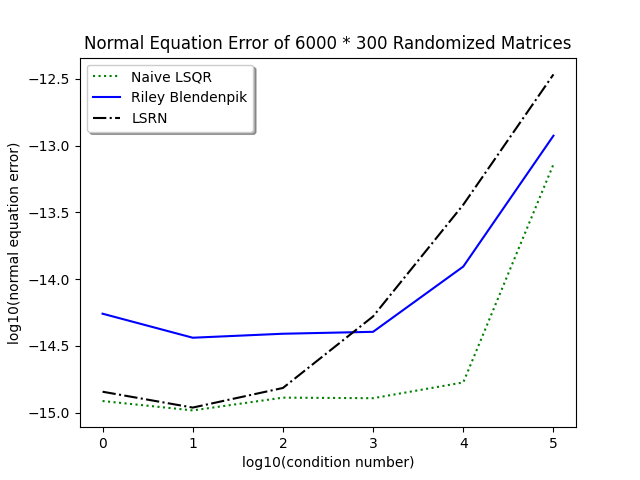 Normal Equation Error of 6000 * 300 Randomized Matrices
Naive LSQR
Riley Blendenpik
LSRN
−12.5
−13.0
−13.5
−14.0
−14.5
−15.0
log10(normal equation error)
0 1 2 3 4 5
log10(condition number)